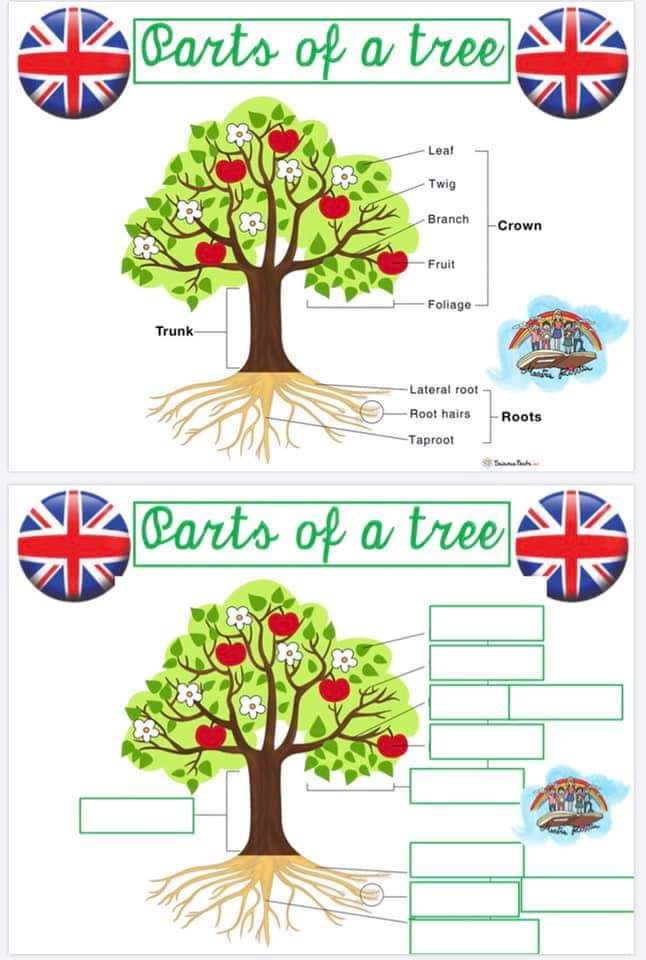 Parts of a tree
Leaf
Twig
Branch
Crown
Fruit
Foliage
Trunk
Lateral root
Root hairs
Roots
Taproot
Parts of a tree